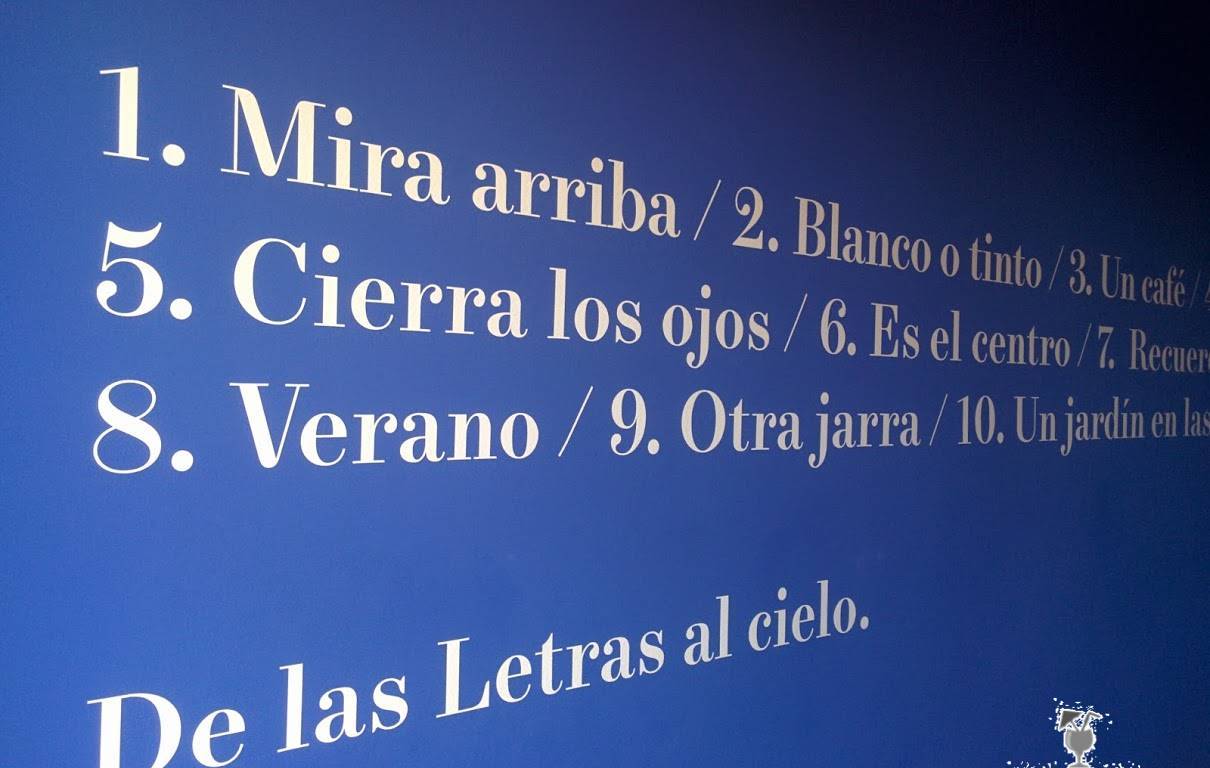 1. Mira arriba / 2. Blanco o tinto / 3. Un café /
5. Cierra los ojos / 6. Es el centro / 7.
8. Verano / 9. Otra jarra / 10. Un jardín en las
De las Letras al cielo.